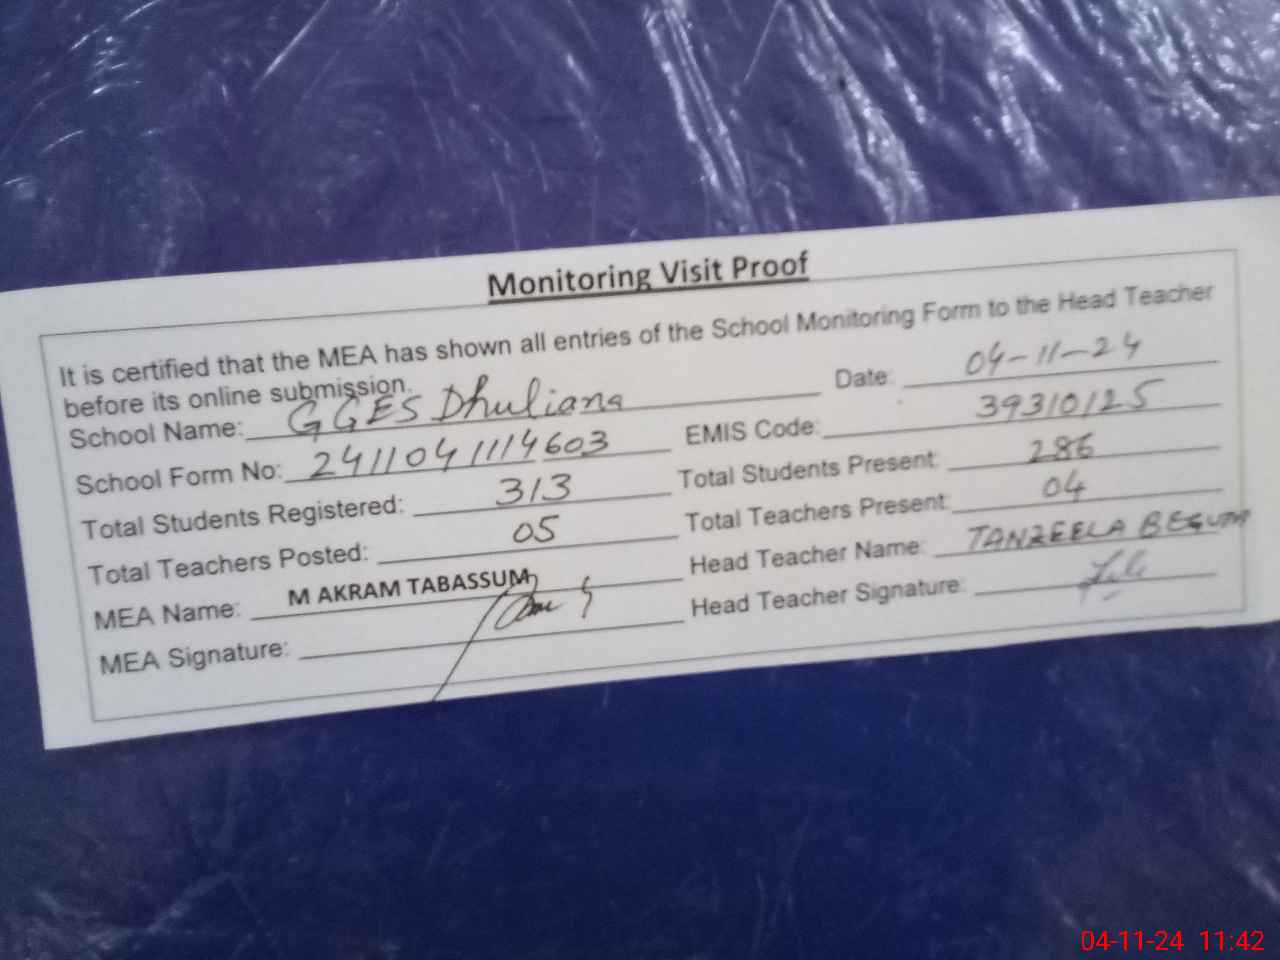 Monitoring Visit Proof
It is certified that the MEA has shown all entries of the School Monitoring Form to the Head Teacher
before its online submission.
School Name: GGES Dhuliana Date: 04-11-24
School Form No: 2411041114603 EMIS Code: 39310125
Total Students Registered: 313 Total Students Present: 286
Total Teachers Posted: 05 Total Teachers Present: 04
MEA Name: M AKRAM TABASSUM Head Teacher Name: TANZEELA BEGUM
MEA Signature: Head Teacher Signature:
04-11-24 11:42